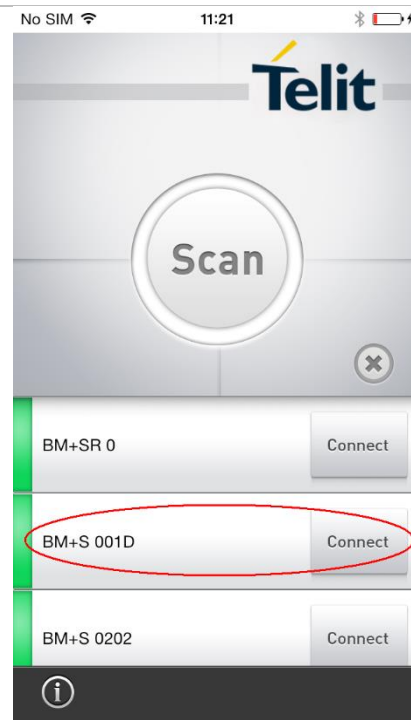 No SIM 11:21
Telit
Scan
BM+SR 0 Connect
BM+S 001D Connect
BM+S 0202 Connect